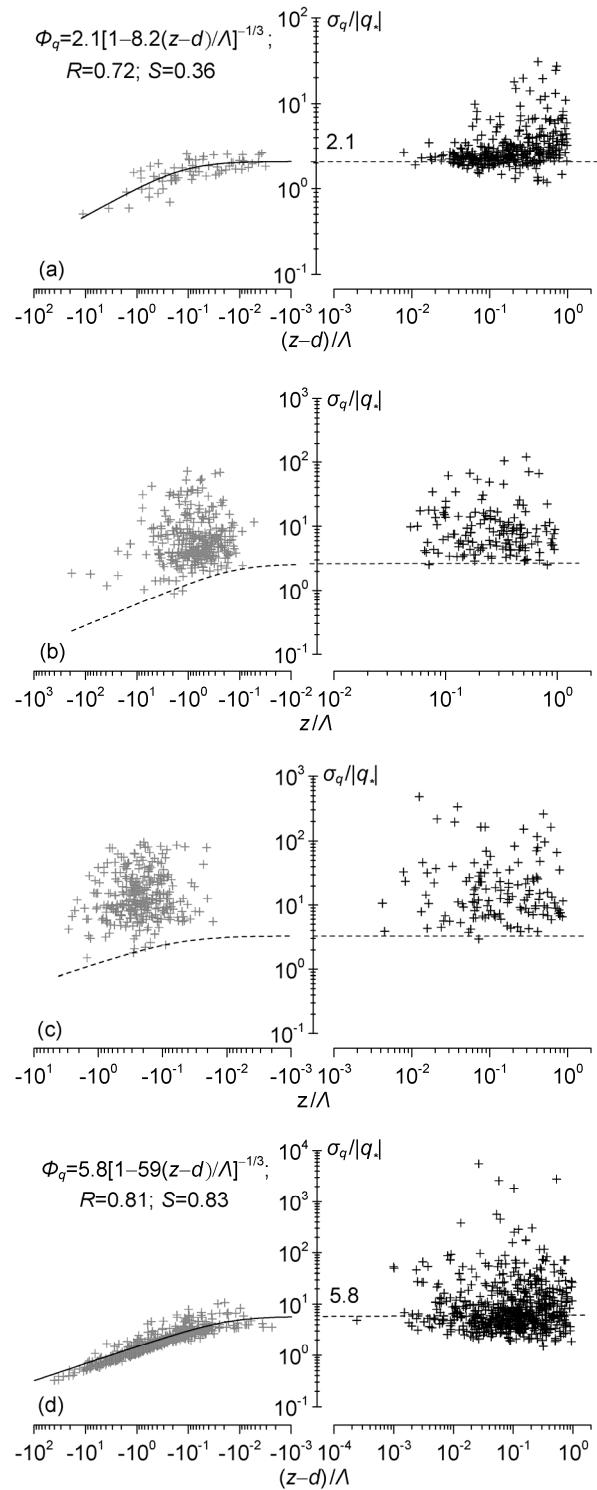 σq/|q*|
Φq=2.1[1–8.2(z–d)/Λ]–1/3;
R=0.72; S=0.36
10²
10¹
2.1
10⁰
10-1
(a)
-10² -10¹ -10⁰ -10-1 -10-2 -10-3 10-3 10-2 10-1 10⁰
(z–d)/Λ
10³ σq/|q*|
10²
10¹
10⁰
10-1
(b)
-10³ -10² -10¹ -10⁰ -10-1 -10-2 10-2 10-1 10⁰
z/Λ
10³ σq/|q*|
10²
10¹
10⁰
10-1
(c)
-10¹ -10⁰ -10-1 -10-2 -10-3 10-3 10-2 10-1 10⁰
z/Λ
10⁴ σq/|q*|
Φq=5.8[1–59(z–d)/Λ]–1/3;
R=0.81; S=0.83
10³
10²
10¹
5.8
10⁰
10-1
(d)
-10² -10¹ -10⁰ -10-1 -10-2 -10-3 10-4 10-3 10-2 10-1 10⁰
(z–d)/Λ